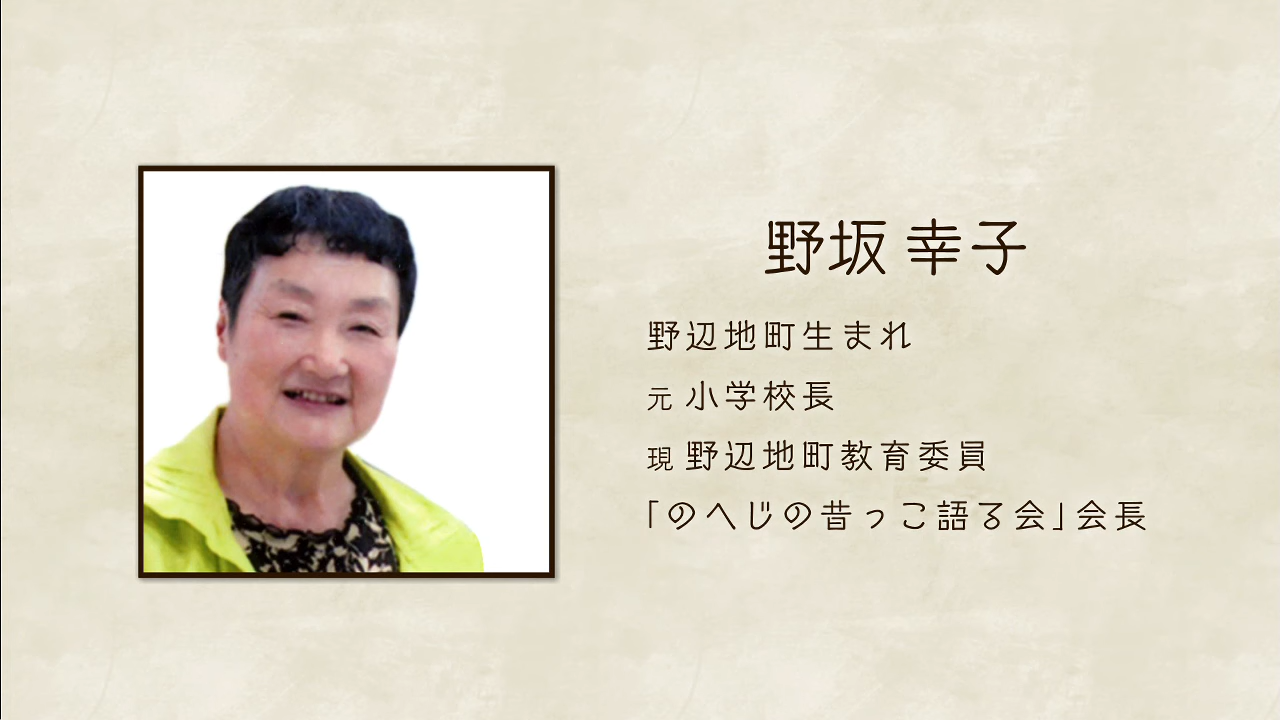 野坂 幸子
野辺地町生まれ
元 小学校長
現 野辺地町教育委員
「のへじの昔っこ語る会」会長